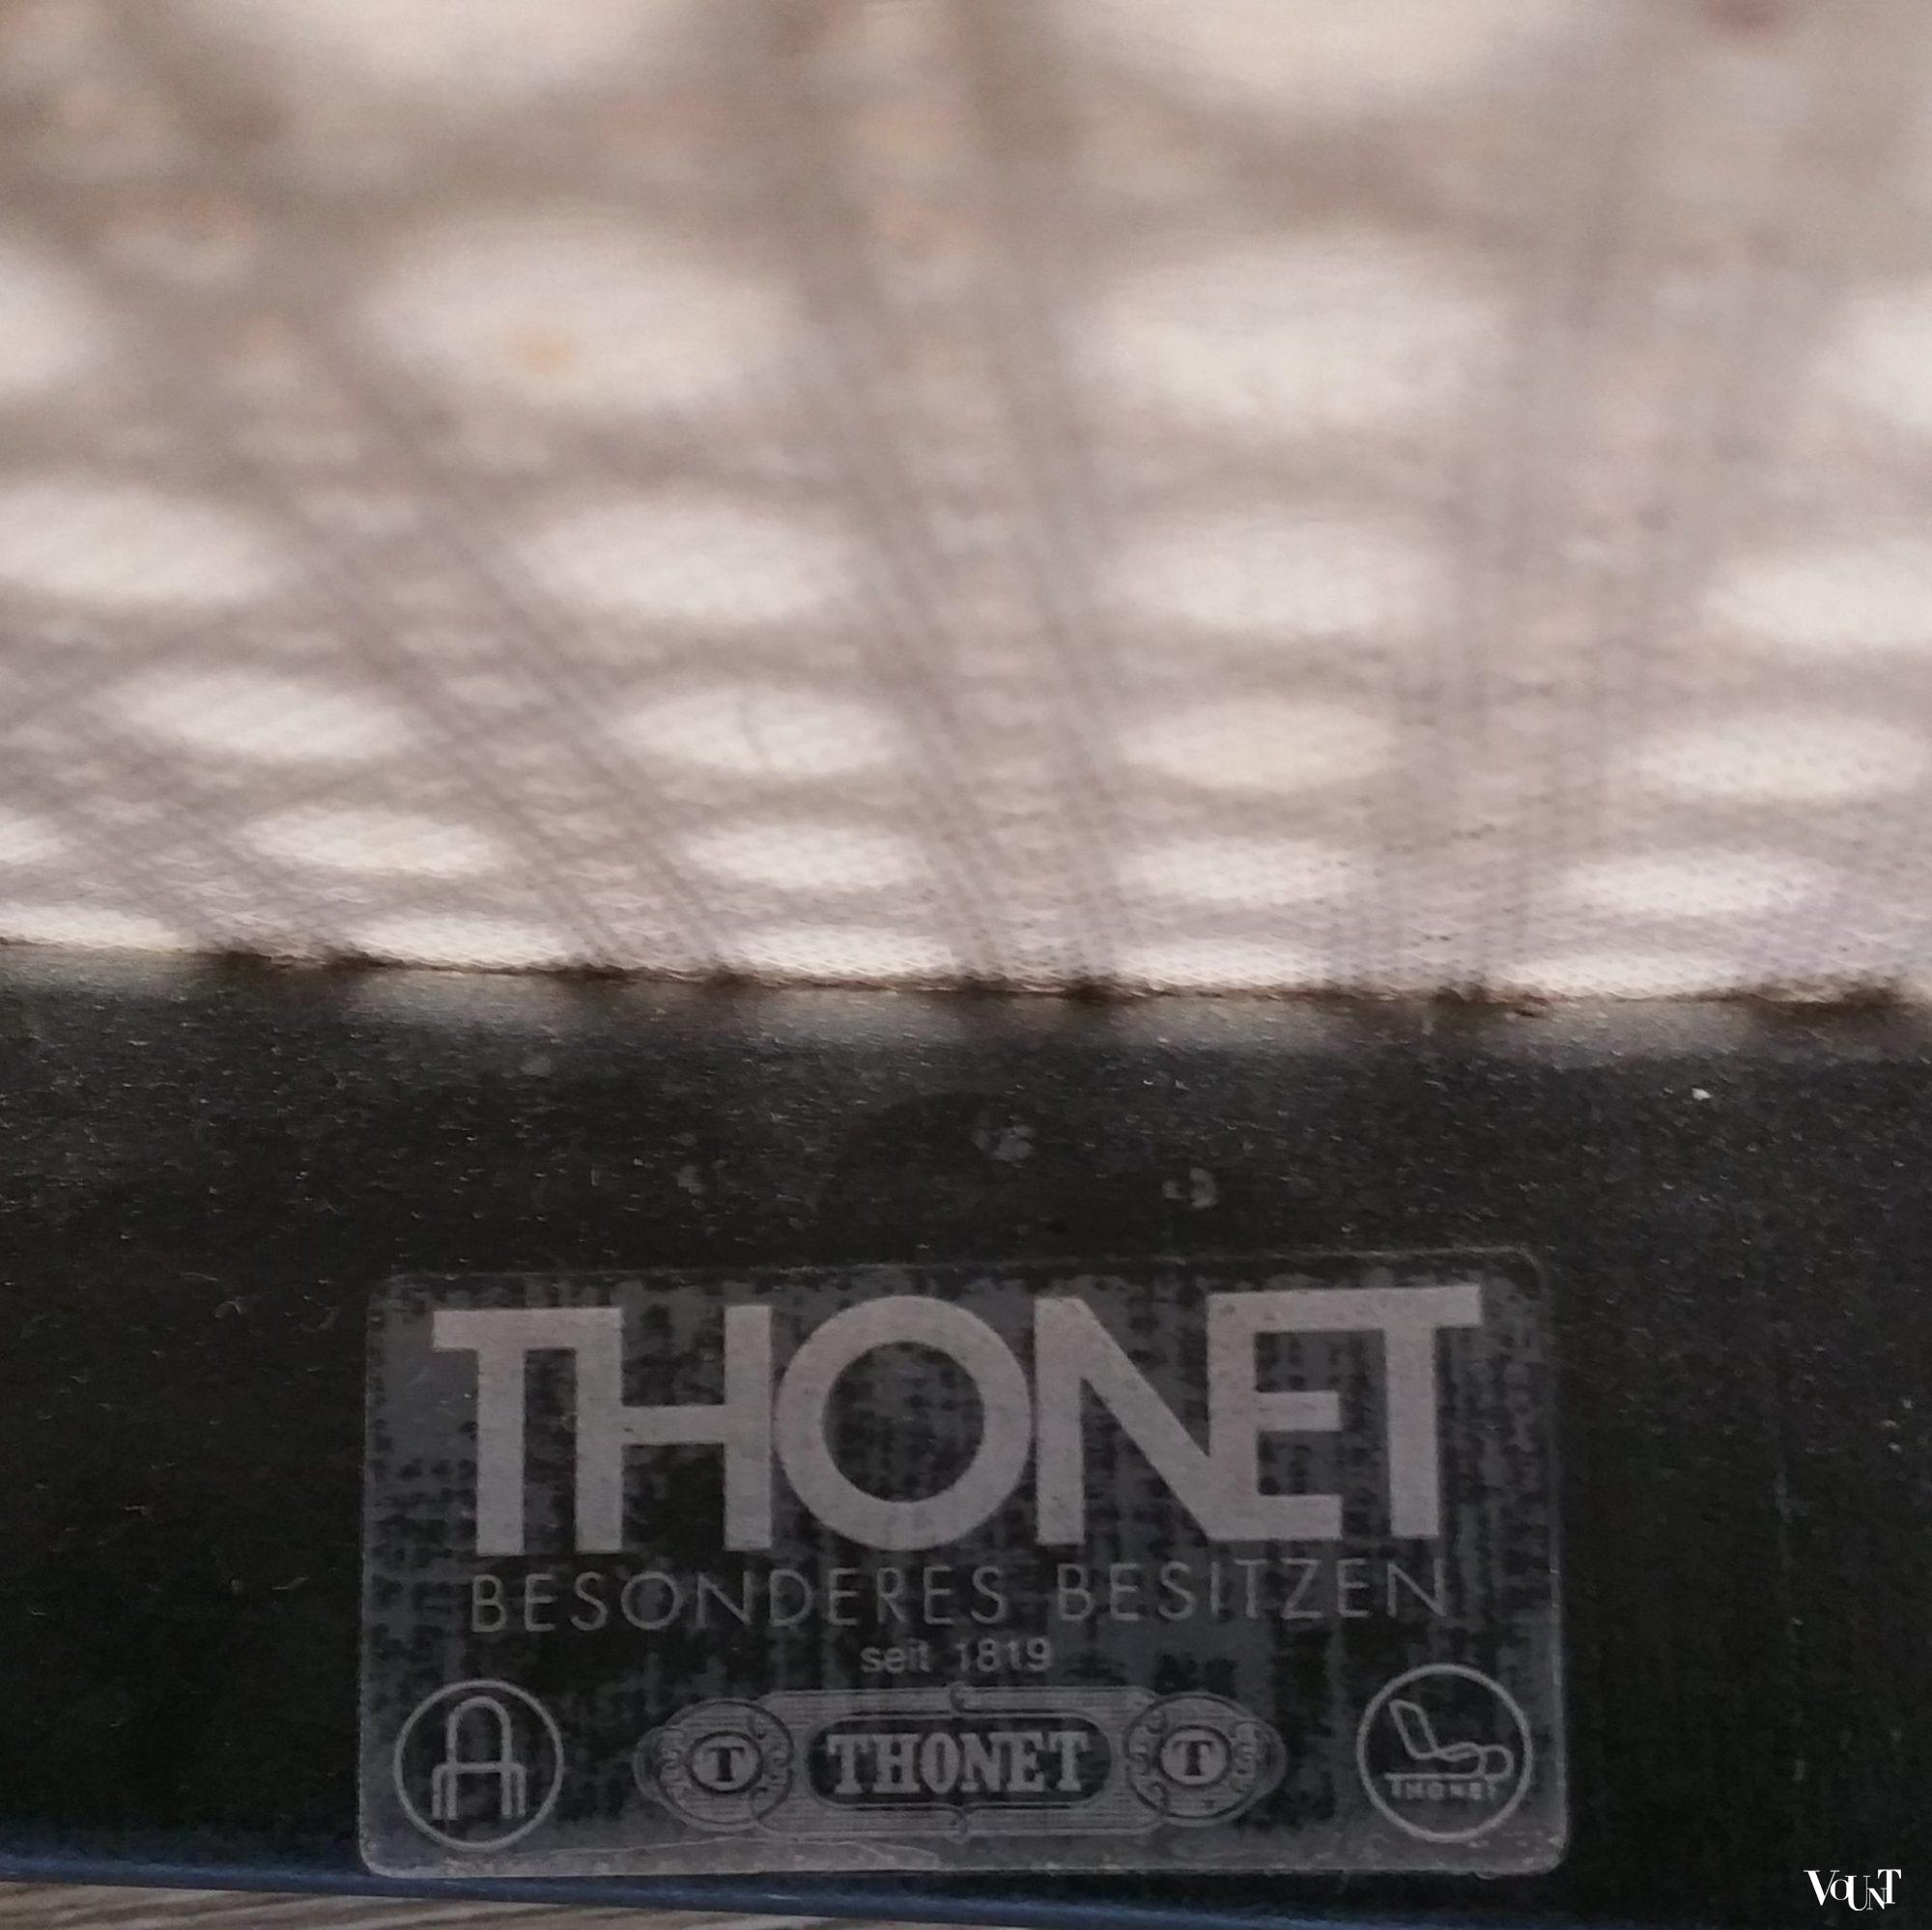 THONET
BESONDERES BESITZEN
seit 1819
T THONET T
THONET
VOUNT